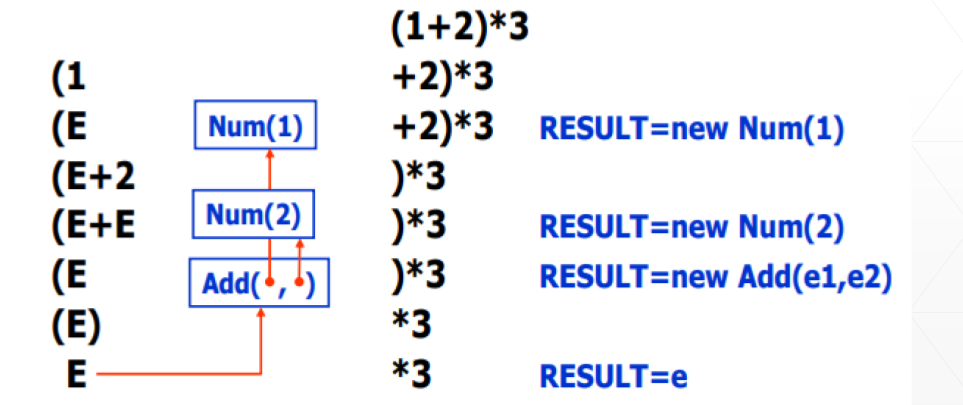 (1+2)*3
(1 +2)*3
(E Num(1) +2)*3 RESULT=new Num(1)
(E+2 )*3
(E+E Num(2) )*3 RESULT=new Num(2)
(E Add( , ) )*3 RESULT=new Add(e1,e2)
(E) *3
E *3 RESULT=e